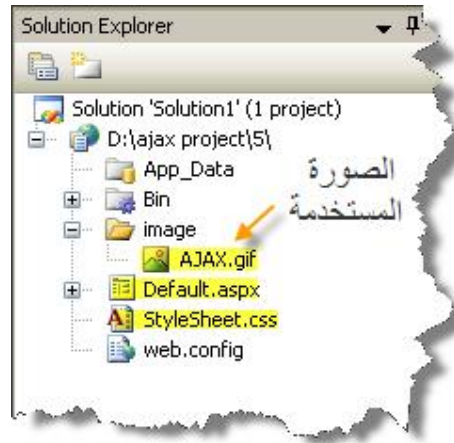 Solution Explorer
Solution 'Solution1' (1 project)
D:\ajax project\5\
App_Data
Bin
image
AJAX.gif
Default.aspx
StyleSheet.css
web.config
الصورة
المستخدمة